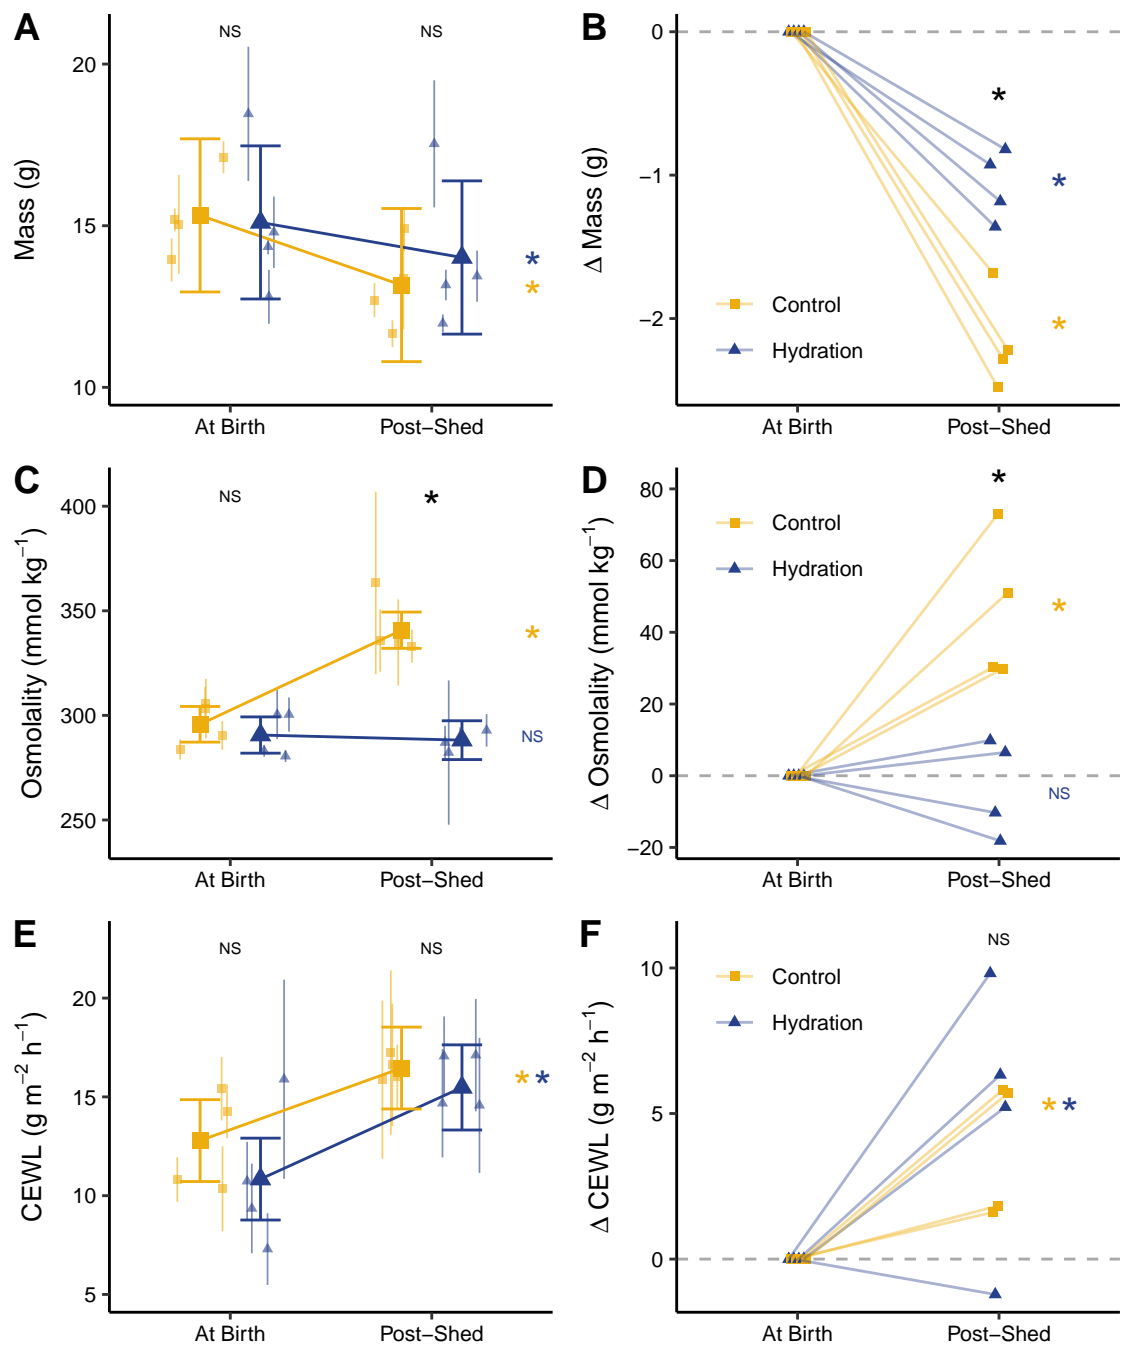 A
NS
NS
20
15
10
Mass (g)
*
*
At Birth
Post−Shed
B
0
−1
−2
Δ Mass (g)
*
*
*
Control
Hydration
At Birth
Post−Shed
C
NS
*
400
350
300
250
Osmolality (mmol kg⁻¹)
*
NS
At Birth
Post−Shed
D
*
80
60
40
20
0
−20
Δ Osmolality (mmol kg⁻¹)
Control
Hydration
*
NS
At Birth
Post−Shed
E
NS
NS
20
15
10
5
CEWL (g m⁻² h⁻¹)
* *
At Birth
Post−Shed
F
NS
10
5
0
Δ CEWL (g m⁻² h⁻¹)
Control
Hydration
* *
At Birth
Post−Shed